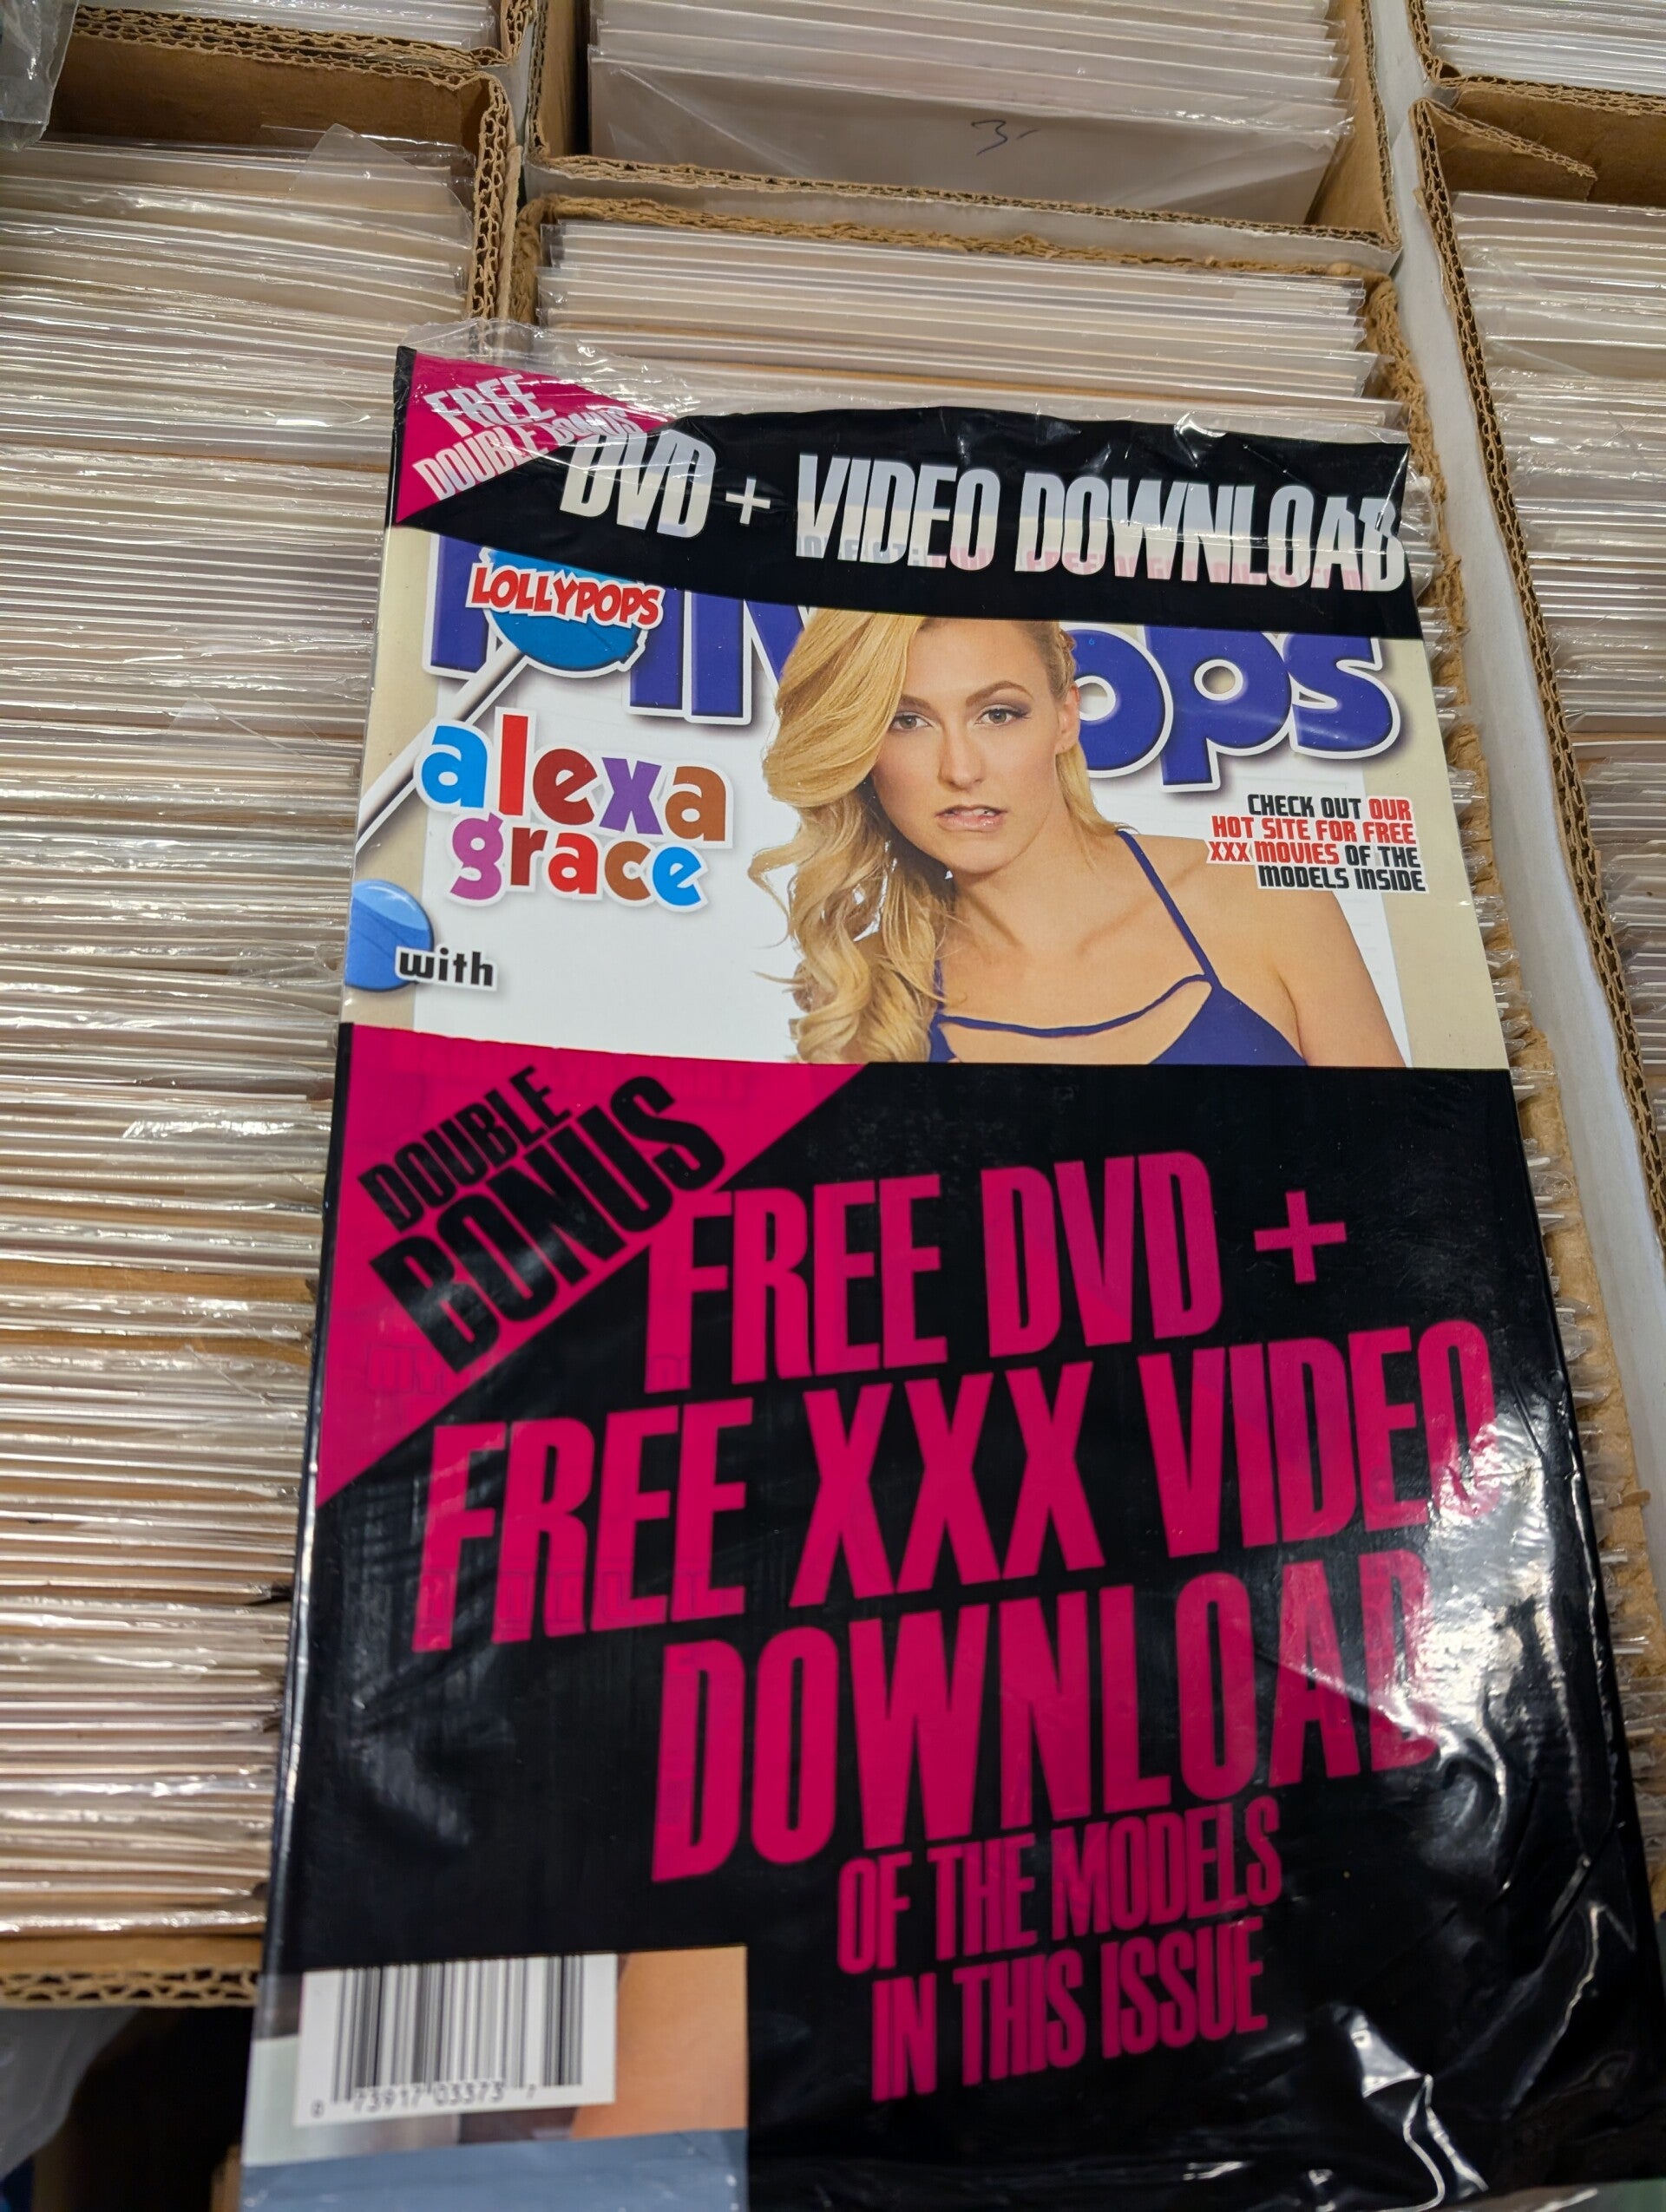 3-
FREE
DOUBLE BONUS
DVD + VIDEO DOWNLOAD
LOLLYPOPS
alexa
grace
CHECK OUT OUR
HOT SITE FOR FREE
XXX MOVIES OF THE
MODELS INSIDE
with
DOUBLE
BONUS
FREE DVD +
FREE XXX VIDEO
DOWNLOAD
OF THE MODELS
IN THIS ISSUE